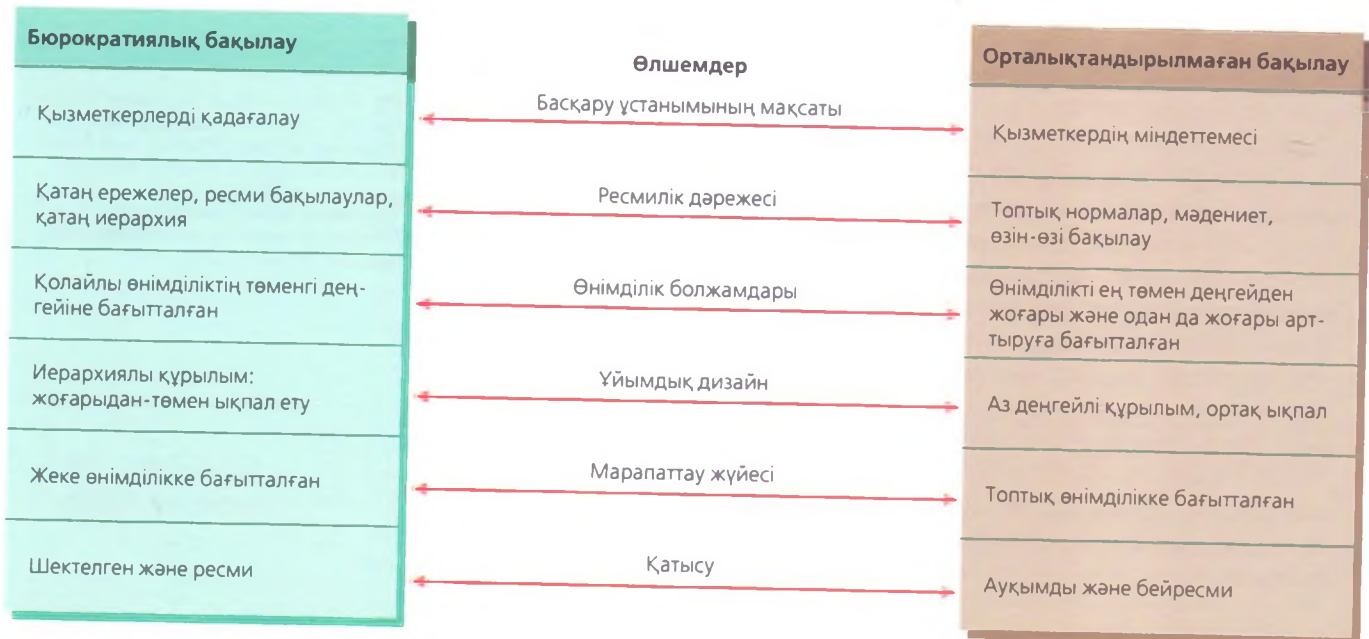 Бюрократиялық бақылау
Өлшемдер
Орталықтандырылмаған бақылау
Қызметкерлерді қадағалау
Басқару ұстанымының мақсаты
Қызметкердің міндеттемесі
Қатаң ережелер, ресми бақылаулар,
қатаң иерархия
Ресмилік дәрежесі
Топтық нормалар, мәдениет,
өзін-өзі бақылау
Қолайлы өнімділіктің төменгі дең-
гейіне бағытталған
Өнімділік болжамдары
Өнімділікті ең төмен деңгейден
жоғары және одан да жоғары арт-
тыруға бағытталған
Иерархиялы құрылым:
жоғарыдан-төмен ықпал ету
Ұйымдық дизайн
Аз деңгейлі құрылым, ортақ ықпал
Жеке өнімділікке бағытталған
Марапаттау жүйесі
Топтық өнімділікке бағытталған
Шектелген және ресми
Қатысу
Ауқымды және бейресми